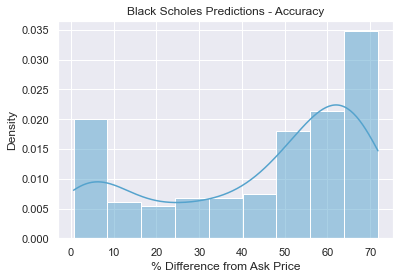 Black Scholes Predictions - Accuracy
0.035
0.030
0.025
0.020
0.015
0.010
0.005
0.000
Density
0 10 20 30 40 50 60 70
% Difference from Ask Price